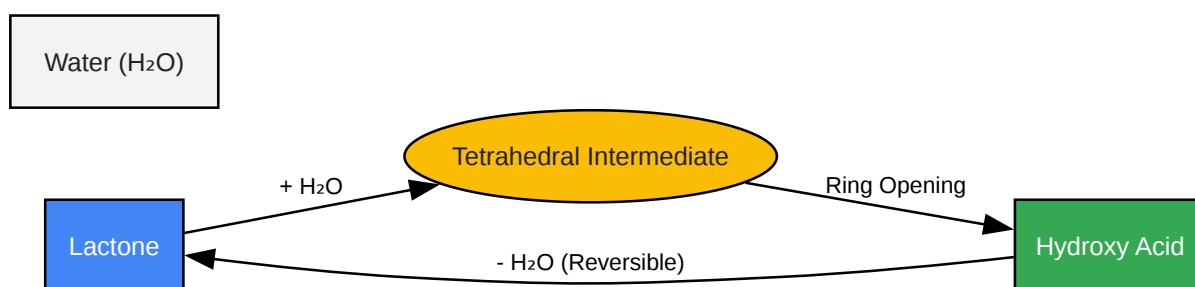 Water (H₂O)
Tetrahedral Intermediate
+ H₂O
Ring Opening
Lactone
- H₂O (Reversible)
Hydroxy Acid